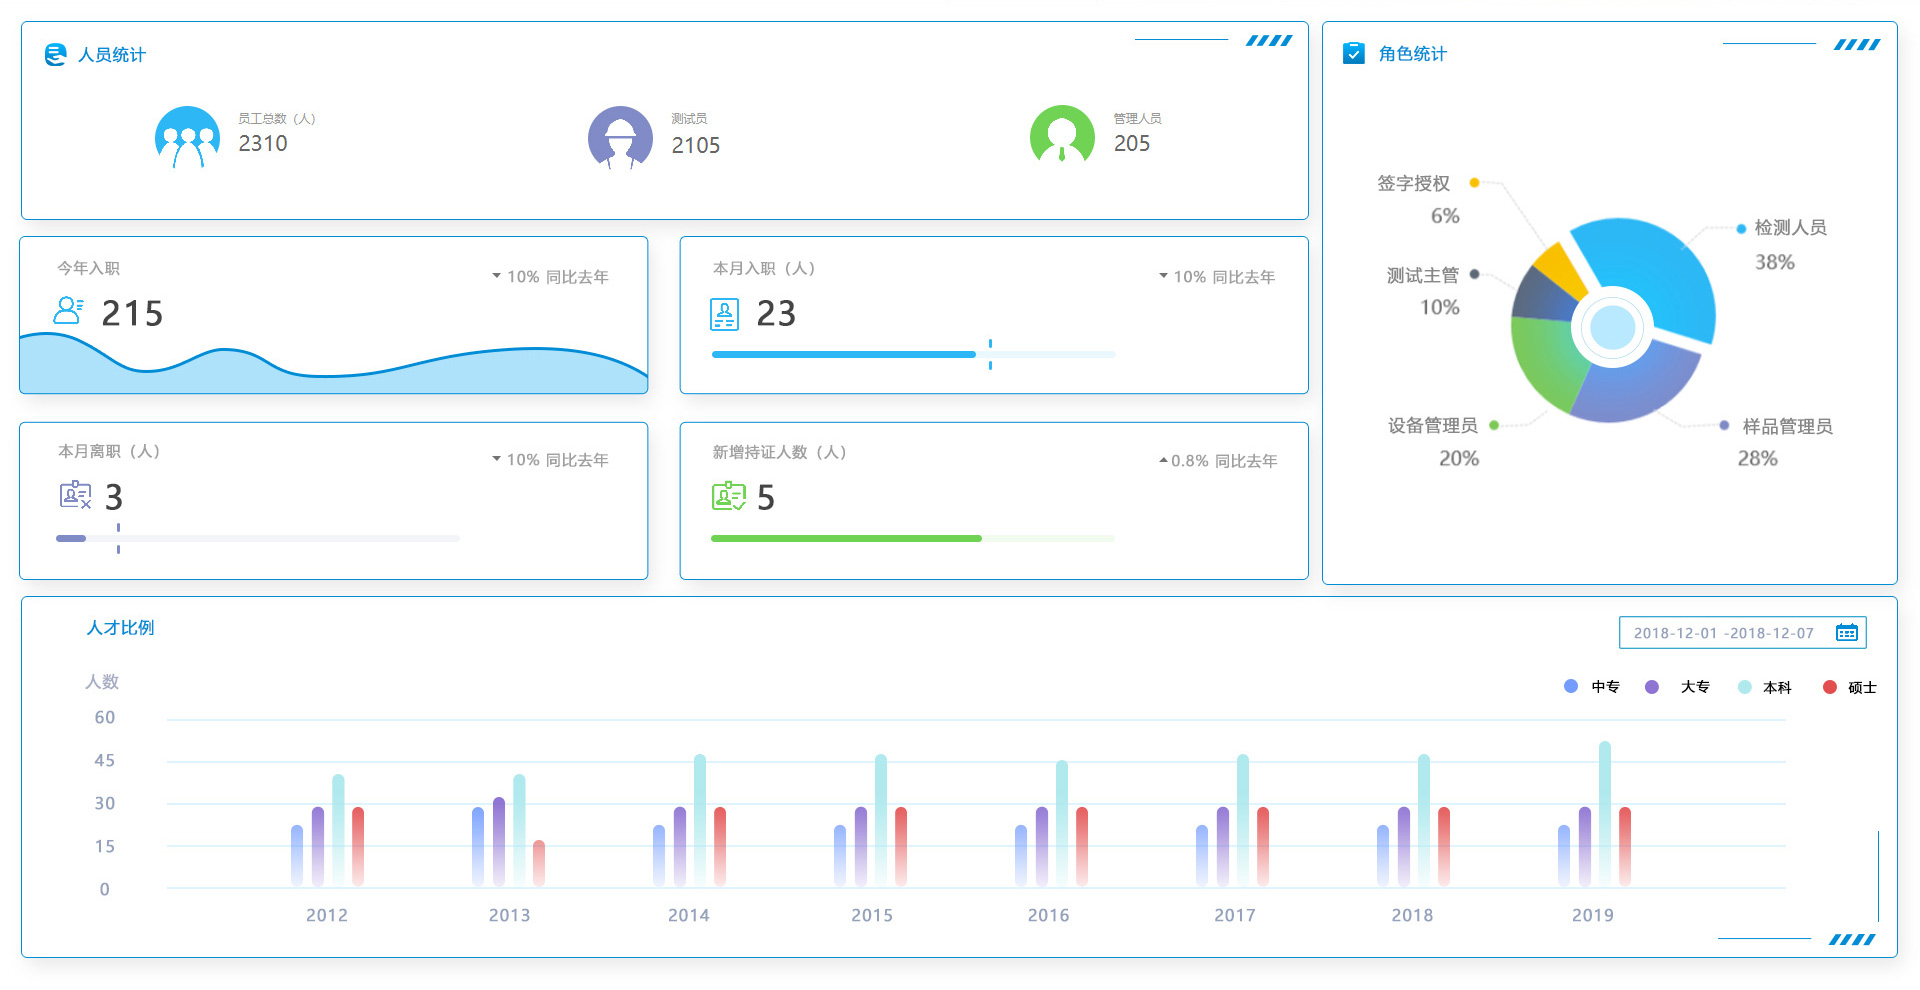 人员统计
员工总数（人）
2310
测试员
2105
管理人员
205
今年入职
10% 同比去年
215
本月入职（人）
10% 同比去年
23
本月离职（人）
10% 同比去年
3
新增持证人数（人）
0.8% 同比去年
5
角色统计
签字授权
6%
检测人员
38%
测试主管
10%
设备管理员
20%
样品管理员
28%
人才比例
2018-12-01 -2018-12-07
中专 大专 本科 硕士
人数
60
45
30
15
0
2012 2013 2014 2015 2016 2017 2018 2019